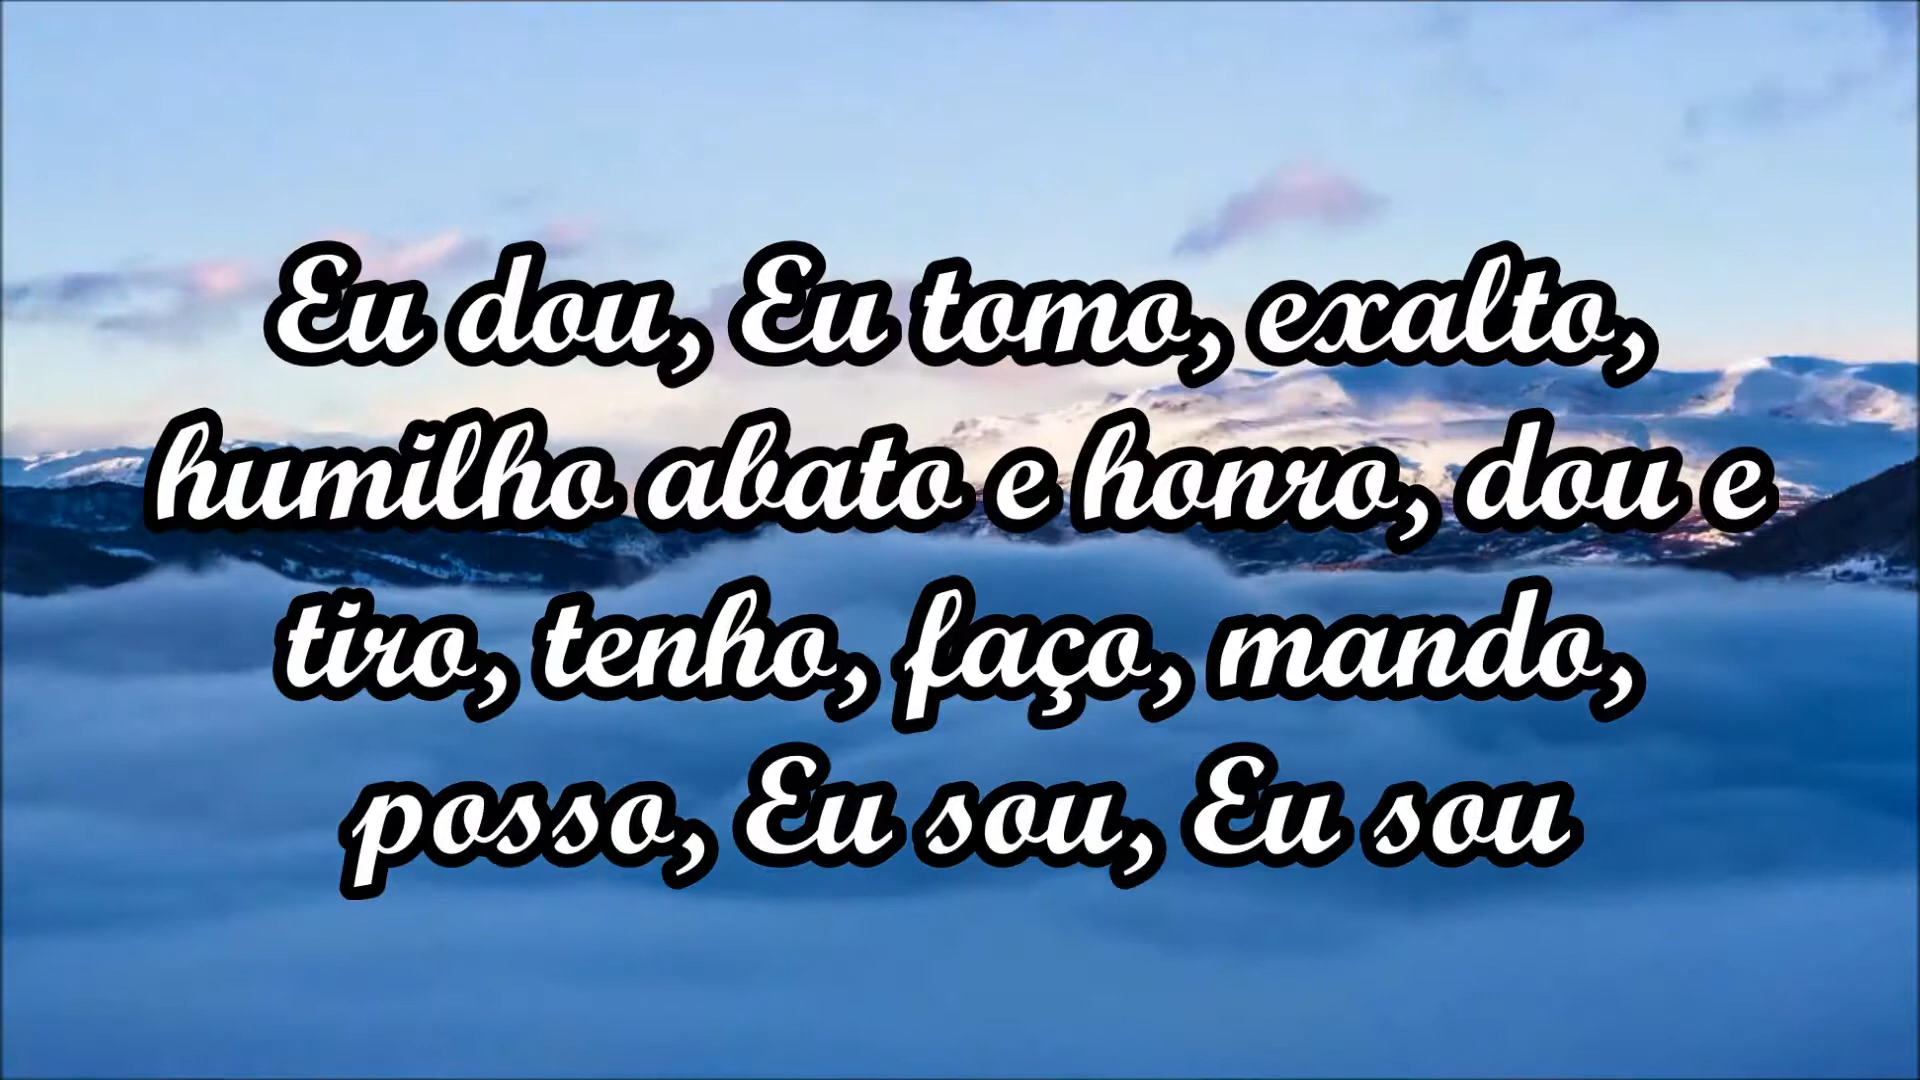 Eu dou, Eu tomo, exalto,
humilho abato e honro, dou e
tiro, tenho, faço, mando,
posso, Eu sou, Eu sou